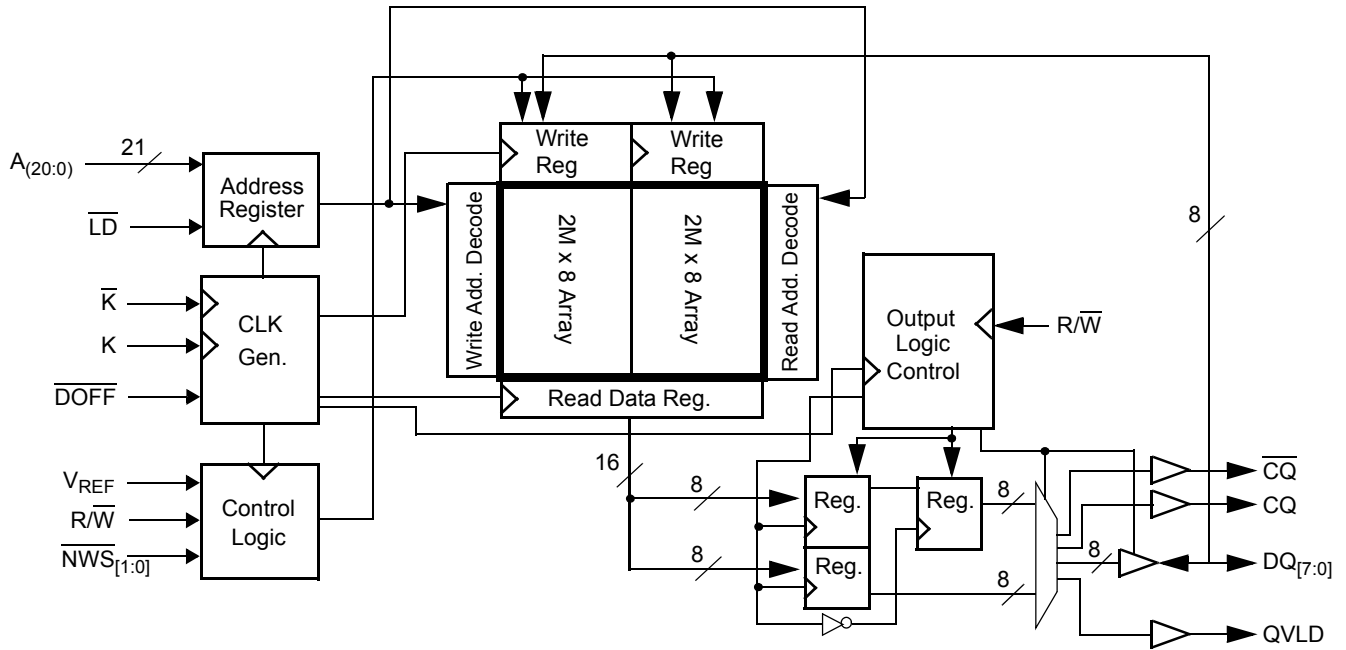 A(20:0)
21
LD
K
K
DOFF
VREF
R/W
NWS[1:0]
Address
Register
CLK
Gen.
Control
Logic
Write
Reg
Write
Reg
Write Add. Decode
2M x 8 Array
2M x 8 Array
Read Add. Decode
Read Data Reg.
16
8
8
Output
Logic
Control
R/W
8
Reg.
Reg.
Reg.
8
8
8
CQ
CQ
DQ[7:0]
QVLD